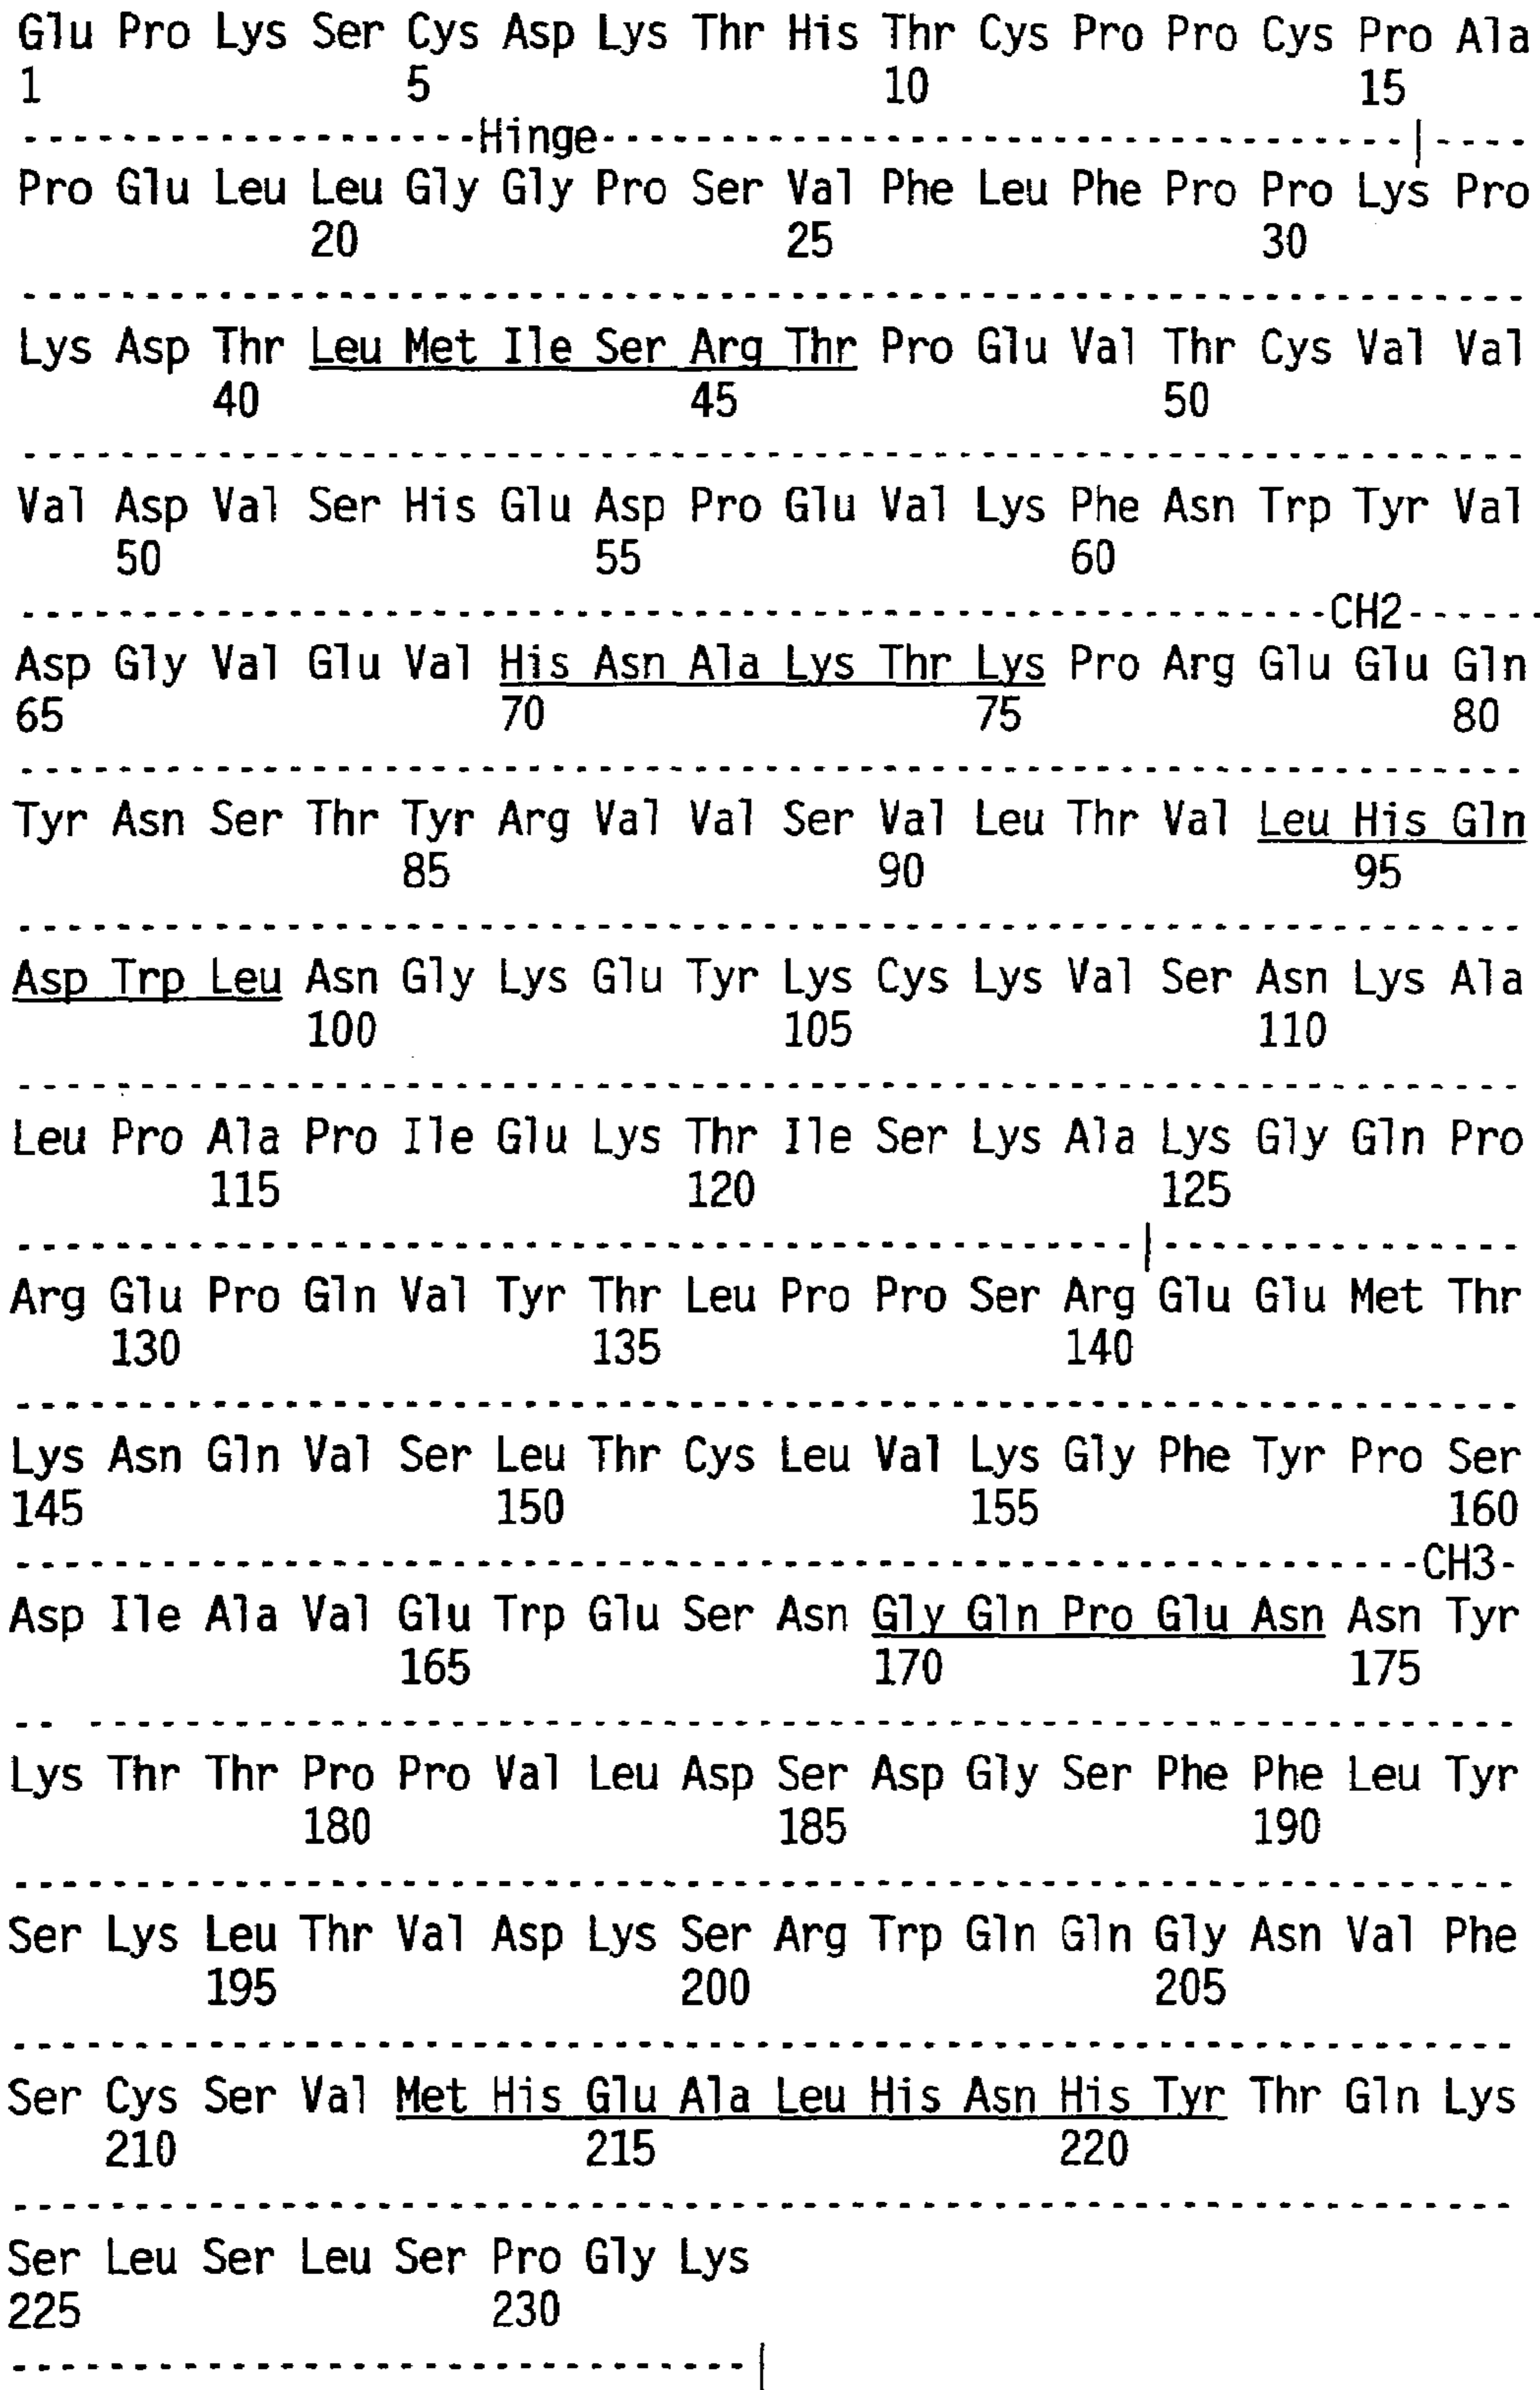 Glu Pro Lys Ser Cys Asp Lys Thr His Thr Cys Pro Pro Cys Pro Ala
1 5 10 15
-------------------Hinge---------------------------------|----
Pro Glu Leu Leu Gly Gly Pro Ser Val Phe Leu Phe Pro Pro Lys Pro
20 25 30
Lys Asp Thr Leu Met Ile Ser Arg Thr Pro Glu Val Thr Cys Val Val
40 45 50
Val Asp Val Ser His Glu Asp Pro Glu Val Lys Phe Asn Trp Tyr Val
50 55 60
------------------------------------------------------CH2------
Asp Gly Val Glu Val His Asn Ala Lys Thr Lys Pro Arg Glu Glu Gln
65 70 75 80
Tyr Asn Ser Thr Tyr Arg Val Val Ser Val Leu Thr Val Leu His Gln
85 90 95
Asp Trp Leu Asn Gly Lys Glu Tyr Lys Cys Lys Val Ser Asn Lys Ala
100 105 110
Leu Pro Ala Pro Ile Glu Lys Thr Ile Ser Lys Ala Lys Gly Gln Pro
115 120 125
Arg Glu Pro Gln Val Tyr Thr Leu Pro Pro Ser Arg Glu Glu Met Thr
130 135 140
Lys Asn Gln Val Ser Leu Thr Cys Leu Val Lys Gly Phe Tyr Pro Ser
145 150 155 160
----------------------------------------------------------CH3-
Asp Ile Ala Val Glu Trp Glu Ser Asn Gly Gln Pro Glu Asn Asn Tyr
165 170 175
Lys Thr Thr Pro Pro Val Leu Asp Ser Asp Gly Ser Phe Phe Leu Tyr
180 185 190
Ser Lys Leu Thr Val Asp Lys Ser Arg Trp Gln Gln Gly Asn Val Phe
195 200 205
Ser Cys Ser Val Met His Glu Ala Leu His Asn His Tyr Thr Gln Lys
210 215 220
Ser Leu Ser Leu Ser Pro Gly Lys
225 230